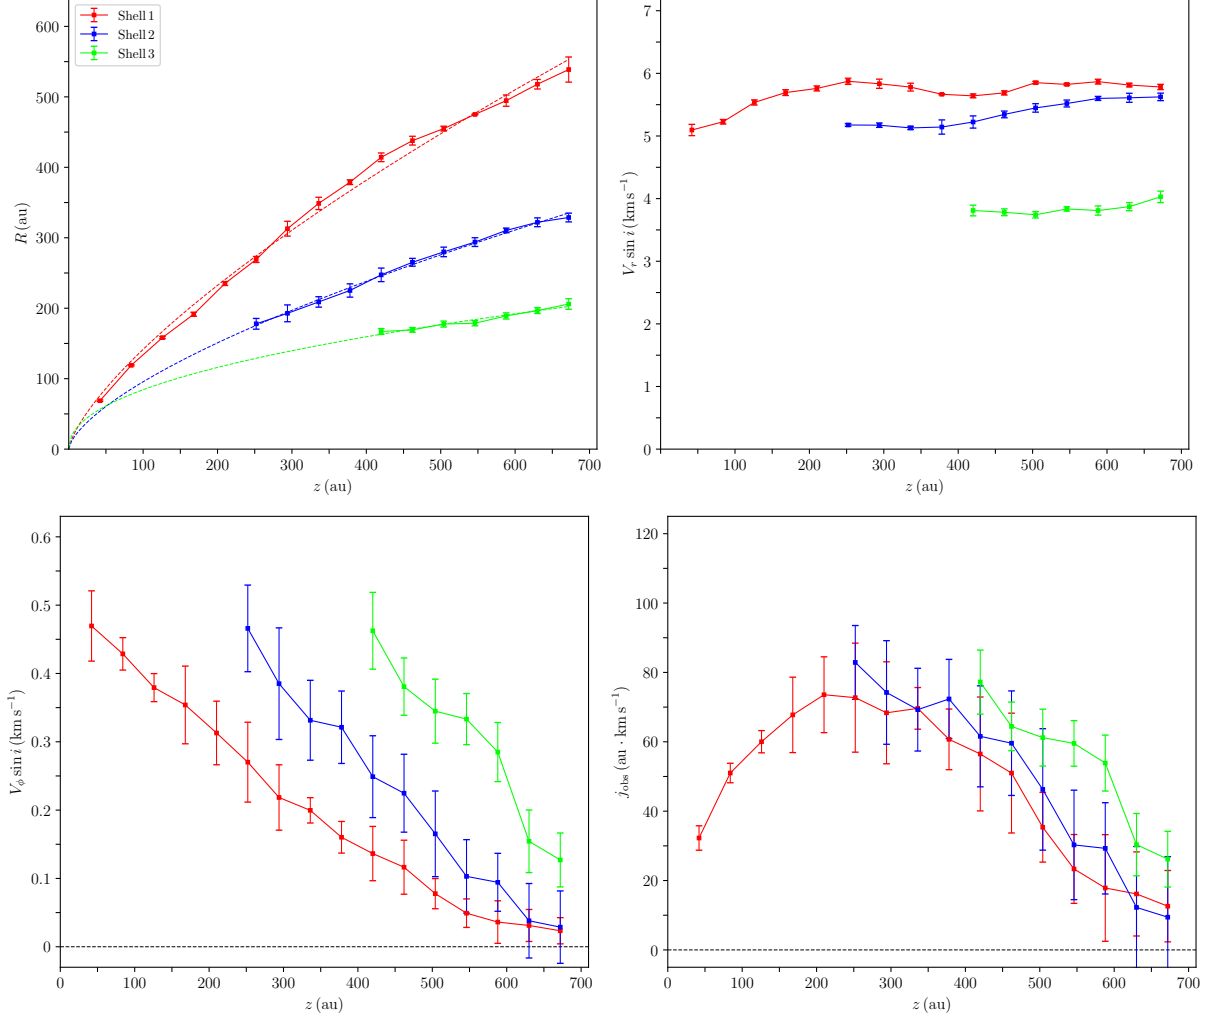 600
500
400
300
200
100
0
R (au)
Shell 1
Shell 2
Shell 3
100 200 300 400 500 600 700
z (au)
7
6
5
4
3
2
1
0
V_r sin i (km s⁻¹)
100 200 300 400 500 600 700
z (au)
0.6
0.5
0.4
0.3
0.2
0.1
0
V_ϕ sin i (km s⁻¹)
0 100 200 300 400 500 600 700
z (au)
120
100
80
60
40
20
0
j_obs (au · km s⁻¹)
0 100 200 300 400 500 600 700
z (au)